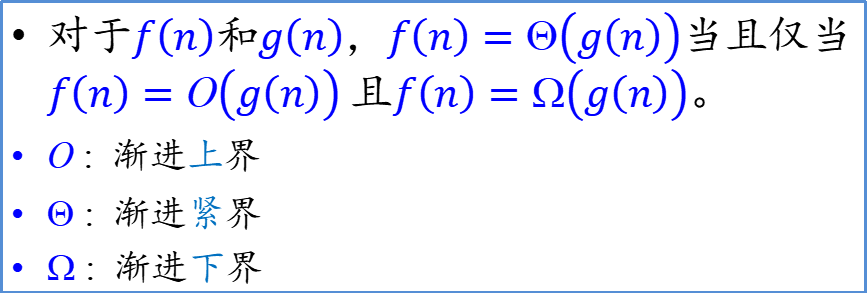 • 对于f(n)和g(n)，f(n) = Θ(g(n))当且仅当
f(n) = O(g(n)) 且f(n) = Ω(g(n))。
• O：渐进上界
• Θ：渐进紧界
• Ω：渐进下界